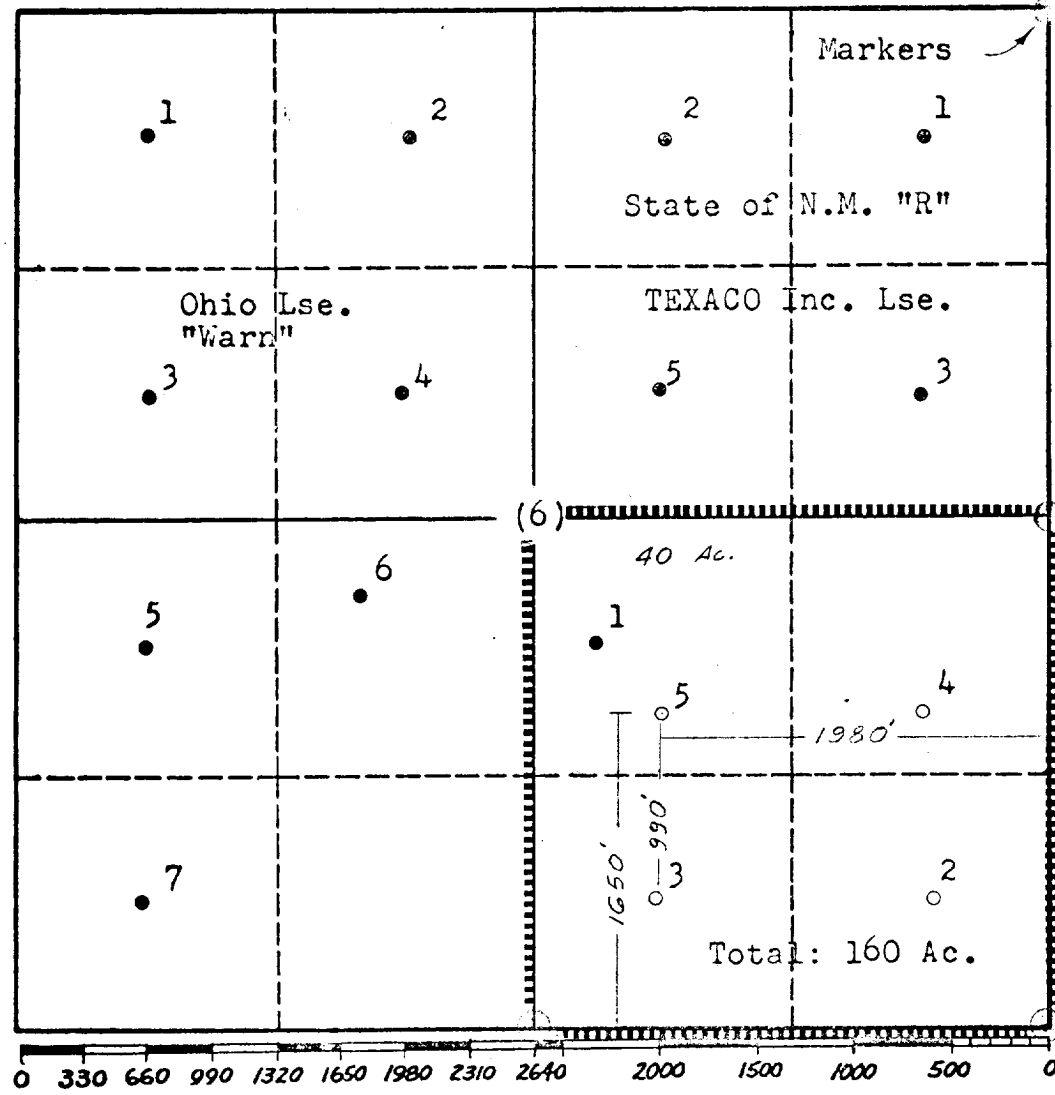 Markers
1
2
2
1
State of N.M. "R"
Ohio Lse.
"Warn"
TEXACO Inc. Lse.
3
4
5
3
(6)
40 Ac.
6
5
1
5
4
1980'
1650'
990'
7
3
2
Total: 160 Ac.
0 330 660 990 1320 1650 1980 2310 2640 2000 1500 1000 500 0